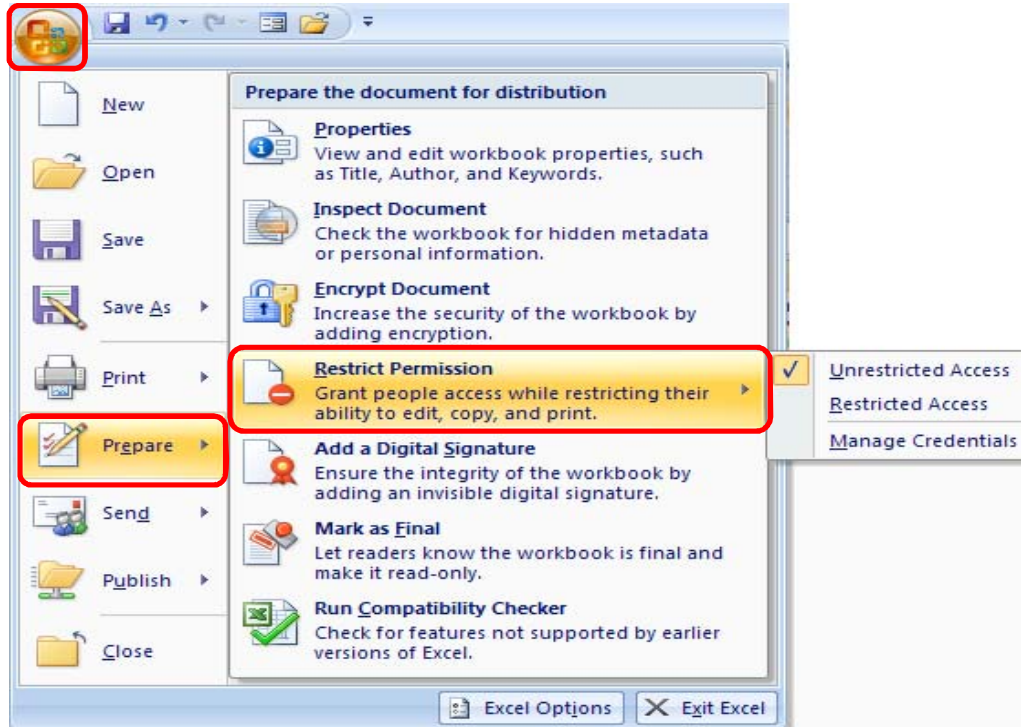 New
Open
Save
Save As
Print
Prepare
Send
Publish
Close
Prepare the document for distribution
Properties
View and edit workbook properties, such
as Title, Author, and Keywords.
Inspect Document
Check the workbook for hidden metadata
or personal information.
Encrypt Document
Increase the security of the workbook by
adding encryption.
Restrict Permission
Grant people access while restricting their
ability to edit, copy, and print.
Add a Digital Signature
Ensure the integrity of the workbook by
adding an invisible digital signature.
Mark as Final
Let readers know the workbook is final and
make it read-only.
Run Compatibility Checker
Check for features not supported by earlier
versions of Excel.
Unrestricted Access
Restricted Access
Manage Credentials
Excel Options
Exit Excel